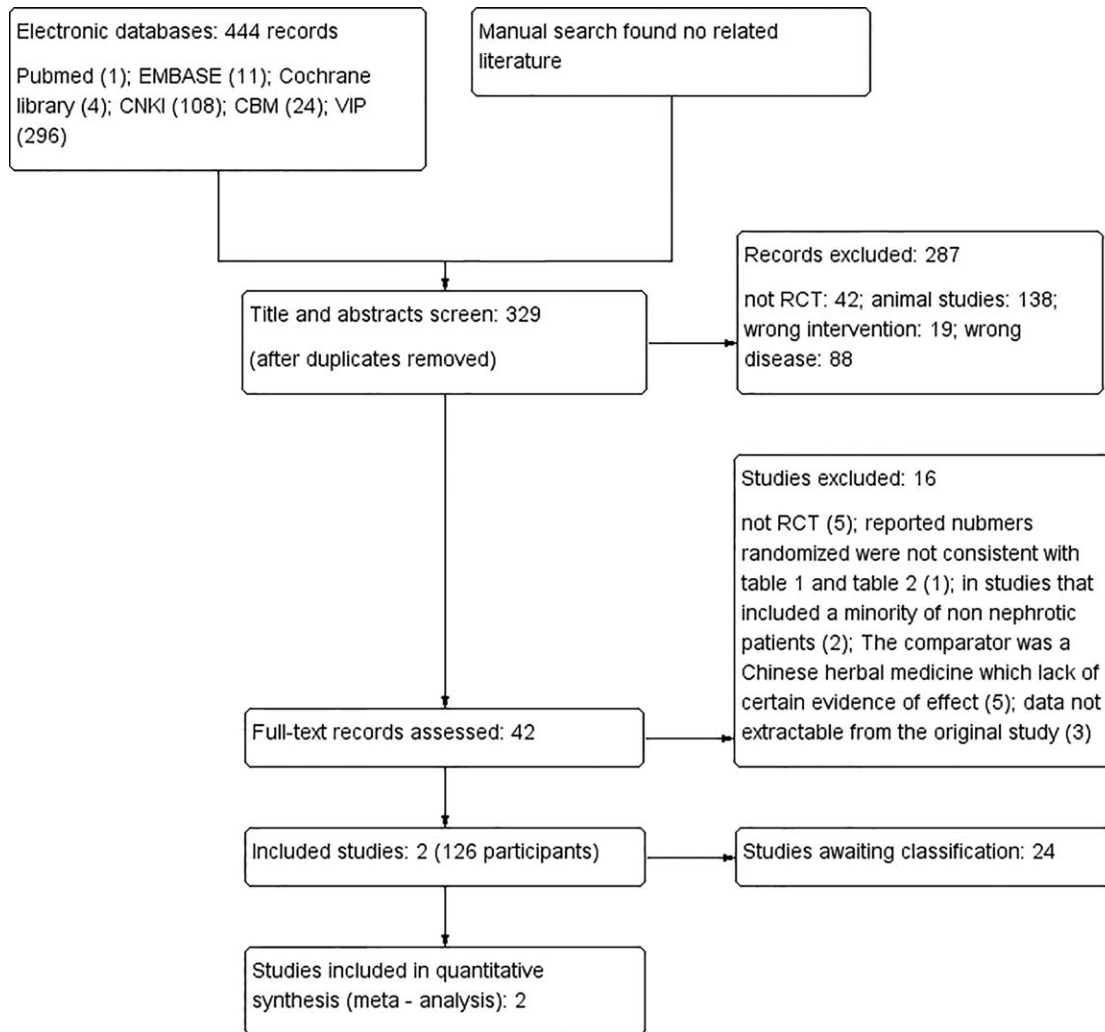 Electronic databases: 444 records
Pubmed (1); EMBASE (11); Cochrane
library (4); CNKI (108); CBM (24); VIP
(296)
Manual search found no related
literature
Records excluded: 287
not RCT: 42; animal studies: 138;
wrong intervention: 19; wrong
disease: 88
Title and abstracts screen: 329
(after duplicates removed)
Studies excluded: 16
not RCT (5); reported nubmers
randomized were not consistent with
table 1 and table 2 (1); in studies that
included a minority of non nephrotic
patients (2); The comparator was a
Chinese herbal medicine which lack of
certain evidence of effect (5); data not
extractable from the original study (3)
Full-text records assessed: 42
Included studies: 2 (126 participants)
Studies awaiting classification: 24
Studies included in quantitative
synthesis (meta - analysis): 2